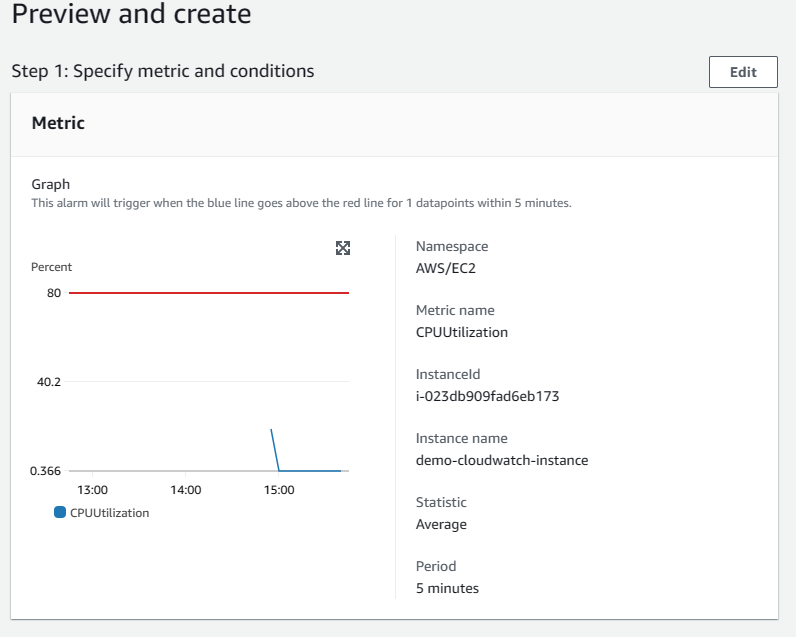 Preview and create
Step 1: Specify metric and conditions
Edit
Metric
Graph
This alarm will trigger when the blue line goes above the red line for 1 datapoints within 5 minutes.
Percent
80
40.2
0.366
13:00 14:00 15:00
CPUUtilization
Namespace
AWS/EC2
Metric name
CPUUtilization
InstanceId
i-023db909fad6eb173
Instance name
demo-cloudwatch-instance
Statistic
Average
Period
5 minutes